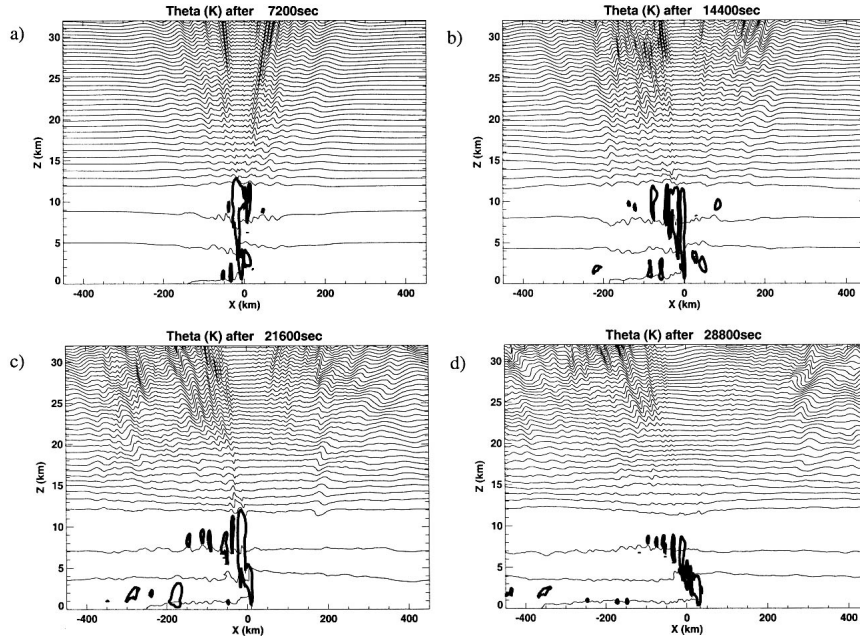 a)
Theta (K) after 7200sec
30
25
20
15
10
5
0
Z (km)
-400 -200 0 200 400
X (km)
b)
Theta (K) after 14400sec
30
25
20
15
10
5
0
Z (km)
-400 -200 0 200 400
X (km)
c)
Theta (K) after 21600sec
30
25
20
15
10
5
0
Z (km)
-400 -200 0 200 400
X (km)
d)
Theta (K) after 28800sec
30
25
20
15
10
5
0
Z (km)
-400 -200 0 200 400
X (km)